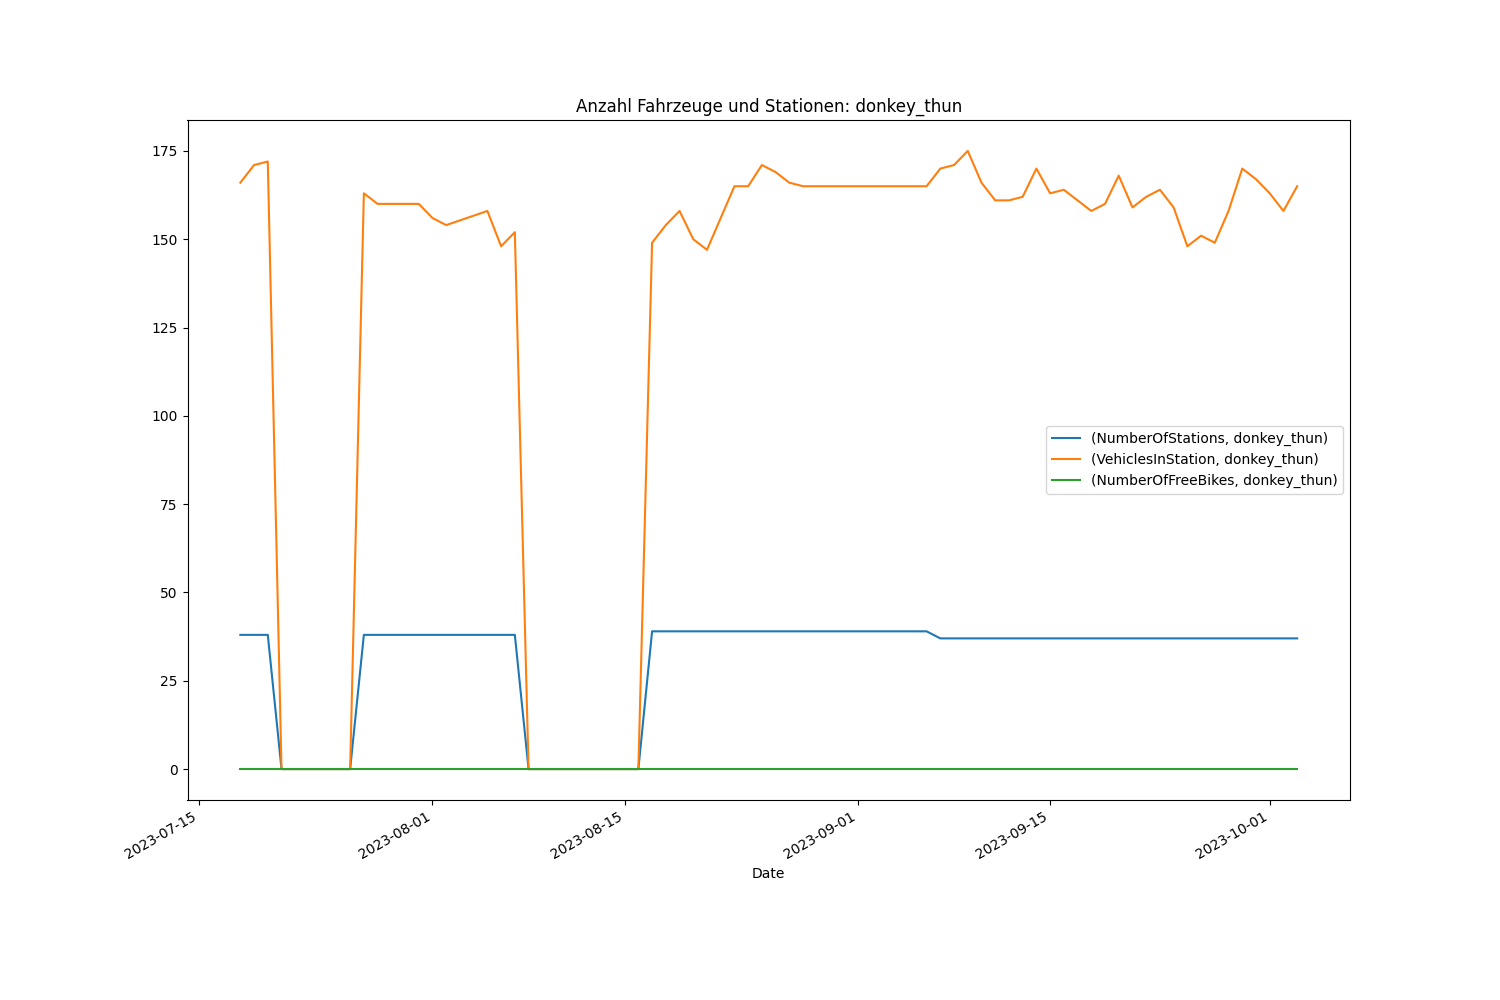 Anzahl Fahrzeuge und Stationen: donkey_thun
175
150
125
100
75
50
25
0
(NumberOfStations, donkey_thun)
(VehiclesInStation, donkey_thun)
(NumberOfFreeBikes, donkey_thun)
2023-07-15
2023-08-01
2023-08-15
2023-09-01
2023-09-15
2023-10-01
Date